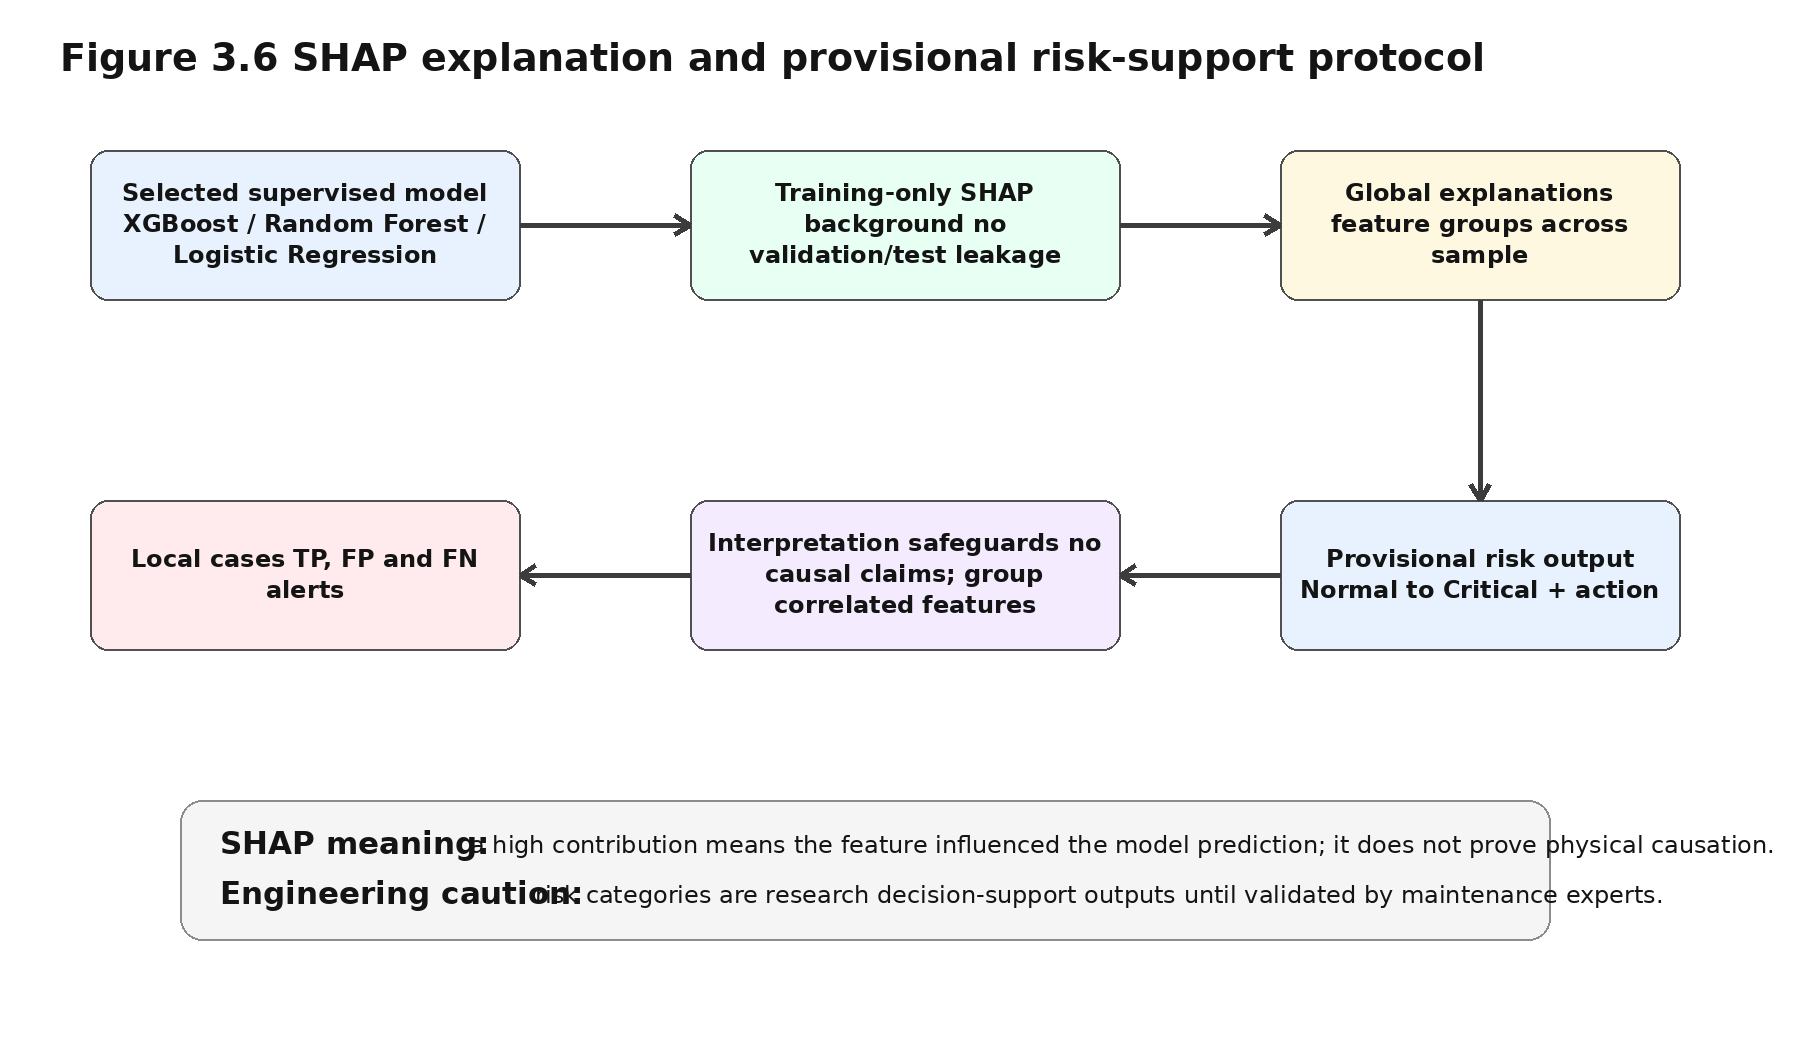 Figure 3.6 SHAP explanation and provisional risk-support protocol
Selected supervised model
XGBoost / Random Forest /
Logistic Regression
Training-only SHAP
background no
validation/test leakage
Global explanations
feature groups across
sample
Local cases TP, FP and FN
alerts
Interpretation safeguards no
causal claims; group
correlated features
Provisional risk output
Normal to Critical + action
SHAP meaning: a high contribution means the feature influenced the model prediction; it does not prove physical causation.
Engineering caution: risk categories are research decision-support outputs until validated by maintenance experts.